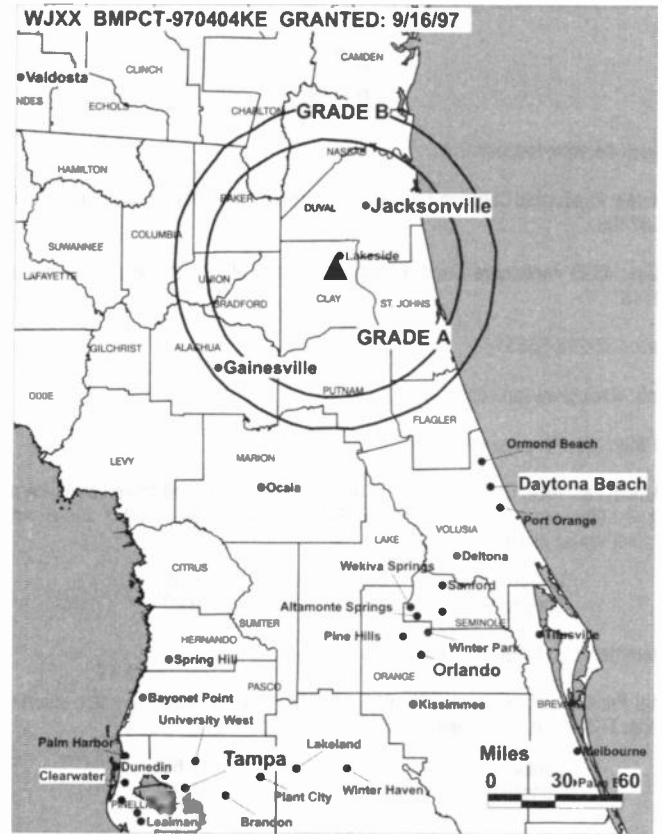 WJXX BMPCT-970404KE GRANTED: 9/16/97
CAMDEN
CLINCH
Valdosta
NDES
ECHOLS
CHARLTON
GRADE B
NASSAU
HAMILTON
BAKER
DUVAL
Jacksonville
COLUMBIA
SUWANNEE
Lakeside
LAFAYETTE
UNION
BRADFORD
CLAY
ST. JOHNS
GRADE A
GILCHRIST
ALACHUA
Gainesville
DIXIE
PUTNAM
FLAGLER
LEVY
MARION
Ormond Beach
Ocala
Daytona Beach
Port Orange
VOLUSIA
LAKE
CITRUS
Deltona
Wekiva Springs
Sanford
Altamonte Springs
SUMTER
SEMINOLE
HERNANDO
Pine Hills
Winter Park
Titusville
Spring Hill
Orlando
ORANGE
PASCO
Bayonet Point
Kissimmee
BREV
University West
Palm Harbor
Lakeland
Miles
Melbourne
Dunedin
Tampa
Clearwater
0 30 60
Plant City
Winter Haven
PINELLA
Brandon
Lealman